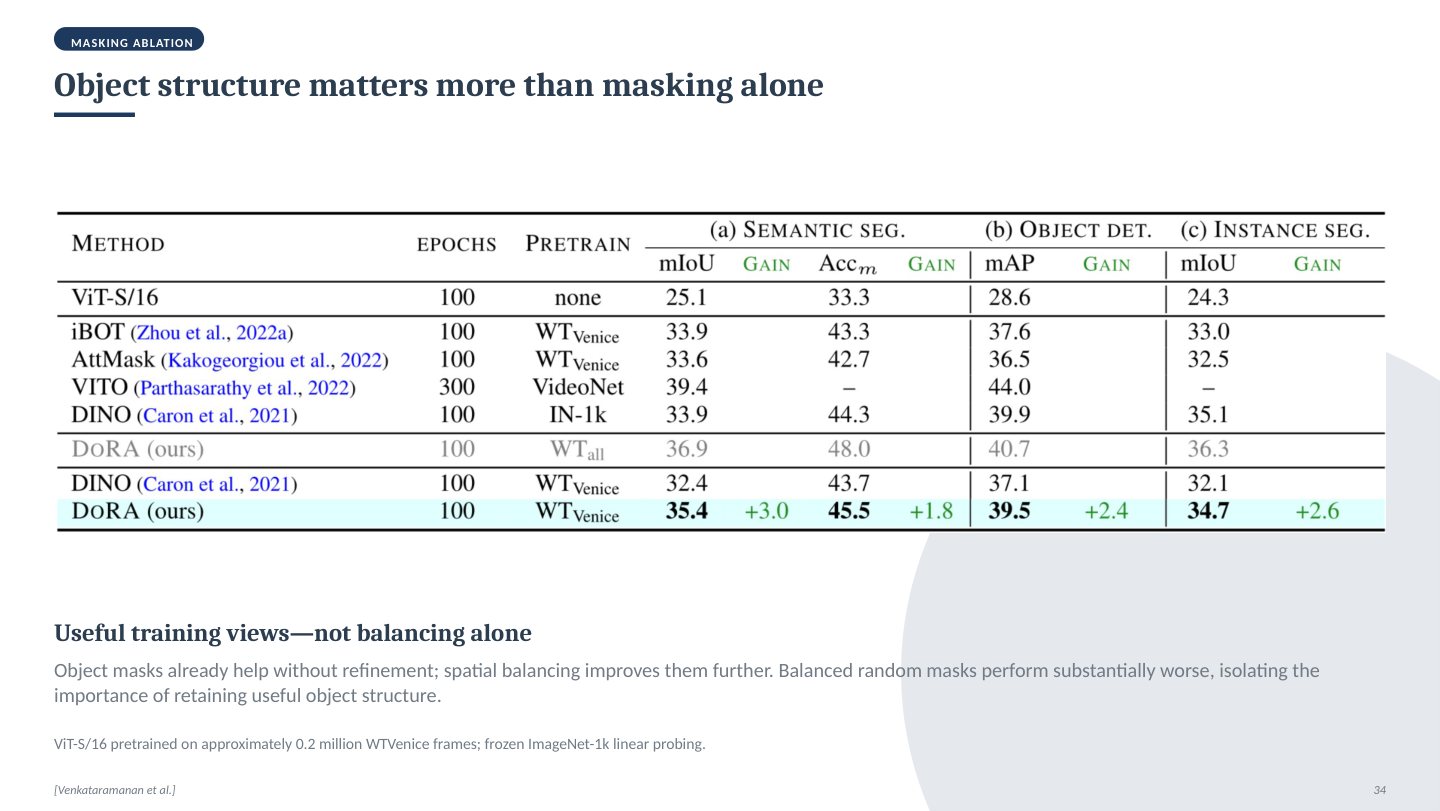 MASKING ABLATION
Object structure matters more than masking alone
METHOD EPOCHS PRETRAIN (a) SEMANTIC SEG. (b) OBJECT DET. (c) INSTANCE SEG.
mIoU GAIN Accm GAIN mAP GAIN mIoU GAIN
ViT-S/16 100 none 25.1 33.3 28.6 24.3
iBOT (Zhou et al., 2022a) 100 WTVenice 33.9 43.3 37.6 33.0
AttMask (Kakogeorgiou et al., 2022) 100 WTVenice 33.6 42.7 36.5 32.5
VITO (Parthasarathy et al., 2022) 300 VideoNet 39.4 – 44.0 –
DINO (Caron et al., 2021) 100 IN-1k 33.9 44.3 39.9 35.1
DORA (ours) 100 WTall 36.9 48.0 40.7 36.3
DINO (Caron et al., 2021) 100 WTVenice 32.4 43.7 37.1 32.1
DORA (ours) 100 WTVenice 35.4 +3.0 45.5 +1.8 39.5 +2.4 34.7 +2.6
Useful training views—not balancing alone
Object masks already help without refinement; spatial balancing improves them further. Balanced random masks perform substantially worse, isolating the
importance of retaining useful object structure.
ViT-S/16 pretrained on approximately 0.2 million WTVenice frames; frozen ImageNet-1k linear probing.
[Venkataramanan et al.]
34